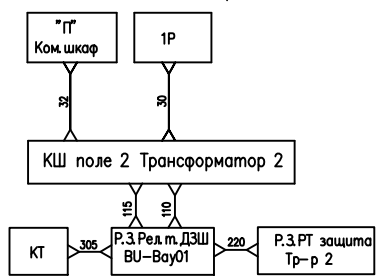 "П"
Ком. шкаф
1Р
32
30
КШ поле 2 Трансформатор 2
115
110
КТ
305
Р.З.Рел.т.ДЗШ
BU-Bay01
220
Р.З.РТ защита
Тр-р 2